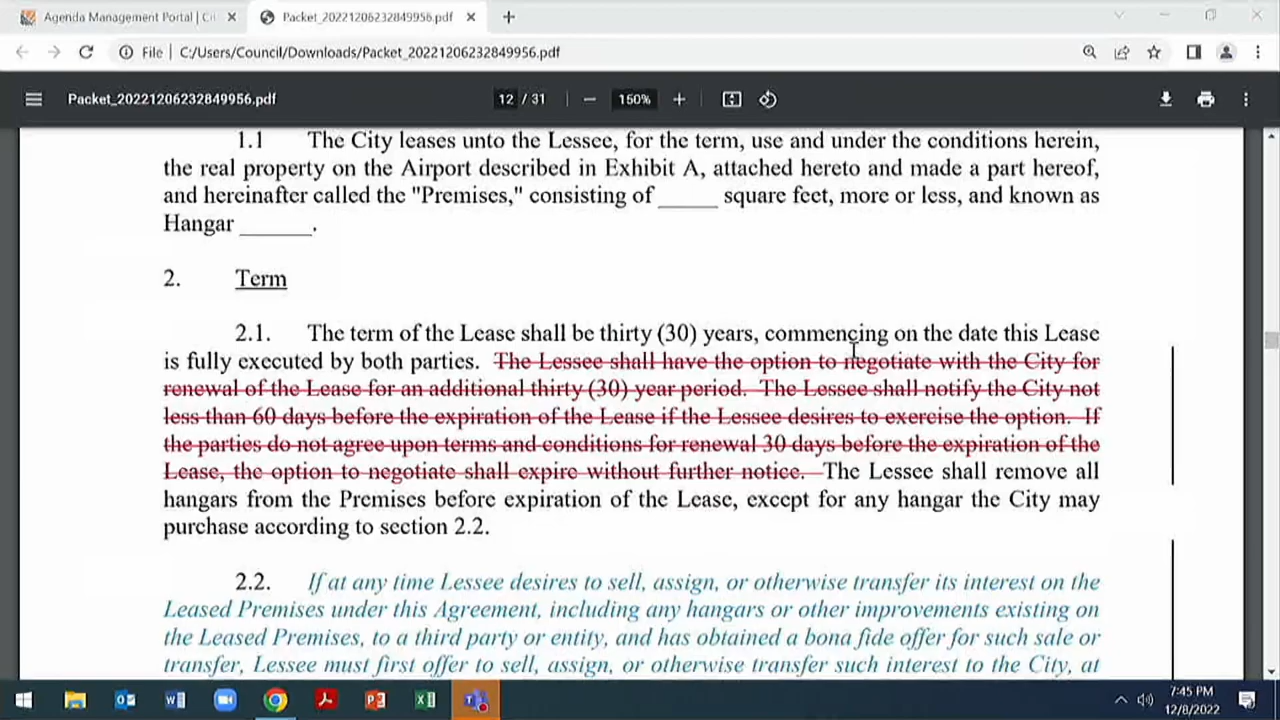 Agenda Management Portal | Cit
Packet_20221206232849956.pdf
File | C:/Users/Council/Downloads/Packet_20221206232849956.pdf
Packet_20221206232849956.pdf
12 / 31
150%
1.1 The City leases unto the Lessee, for the term, use and under the conditions herein,
the real property on the Airport described in Exhibit A, attached hereto and made a part hereof,
and hereinafter called the "Premises," consisting of _____ square feet, more or less, and known as
Hangar ______.
2. Term
2.1. The term of the Lease shall be thirty (30) years, commencing on the date this Lease
is fully executed by both parties. The Lessee shall have the option to negotiate with the City for
renewal of the Lease for an additional thirty (30) year period. The Lessee shall notify the City not
less than 60 days before the expiration of the Lease if the Lessee desires to exercise the option. If
the parties do not agree upon terms and conditions for renewal 30 days before the expiration of the
Lease, the option to negotiate shall expire without further notice. The Lessee shall remove all
hangars from the Premises before expiration of the Lease, except for any hangar the City may
purchase according to section 2.2.
2.2. If at any time Lessee desires to sell, assign, or otherwise transfer its interest on the
Leased Premises under this Agreement, including any hangars or other improvements existing on
the Leased Premises, to a third party or entity, and has obtained a bona fide offer for such sale or
transfer, Lessee must first offer to sell, assign, or otherwise transfer such interest to the City, at
7:45 PM
12/8/2022